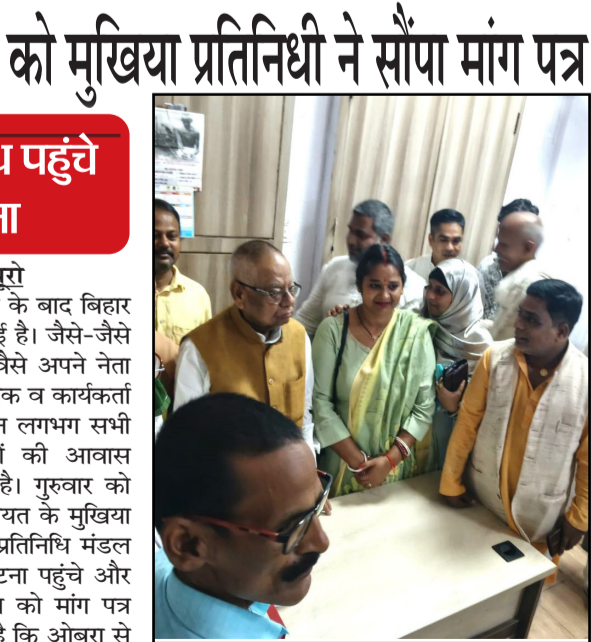 को मुखिया प्रतिनिधी ने सौंपा मांग पत्र
पहुंचे
के बाद बिहार
है। जैसे-जैसे
वैसे अपने नेता
क व कार्यकर्ता
लगभग सभी
की आवास
है। गुरुवार को
यत के मुखिया
प्रतिनिधि मंडल
टना पहुंचे और
को मांग पत्र
है कि ओबरा से